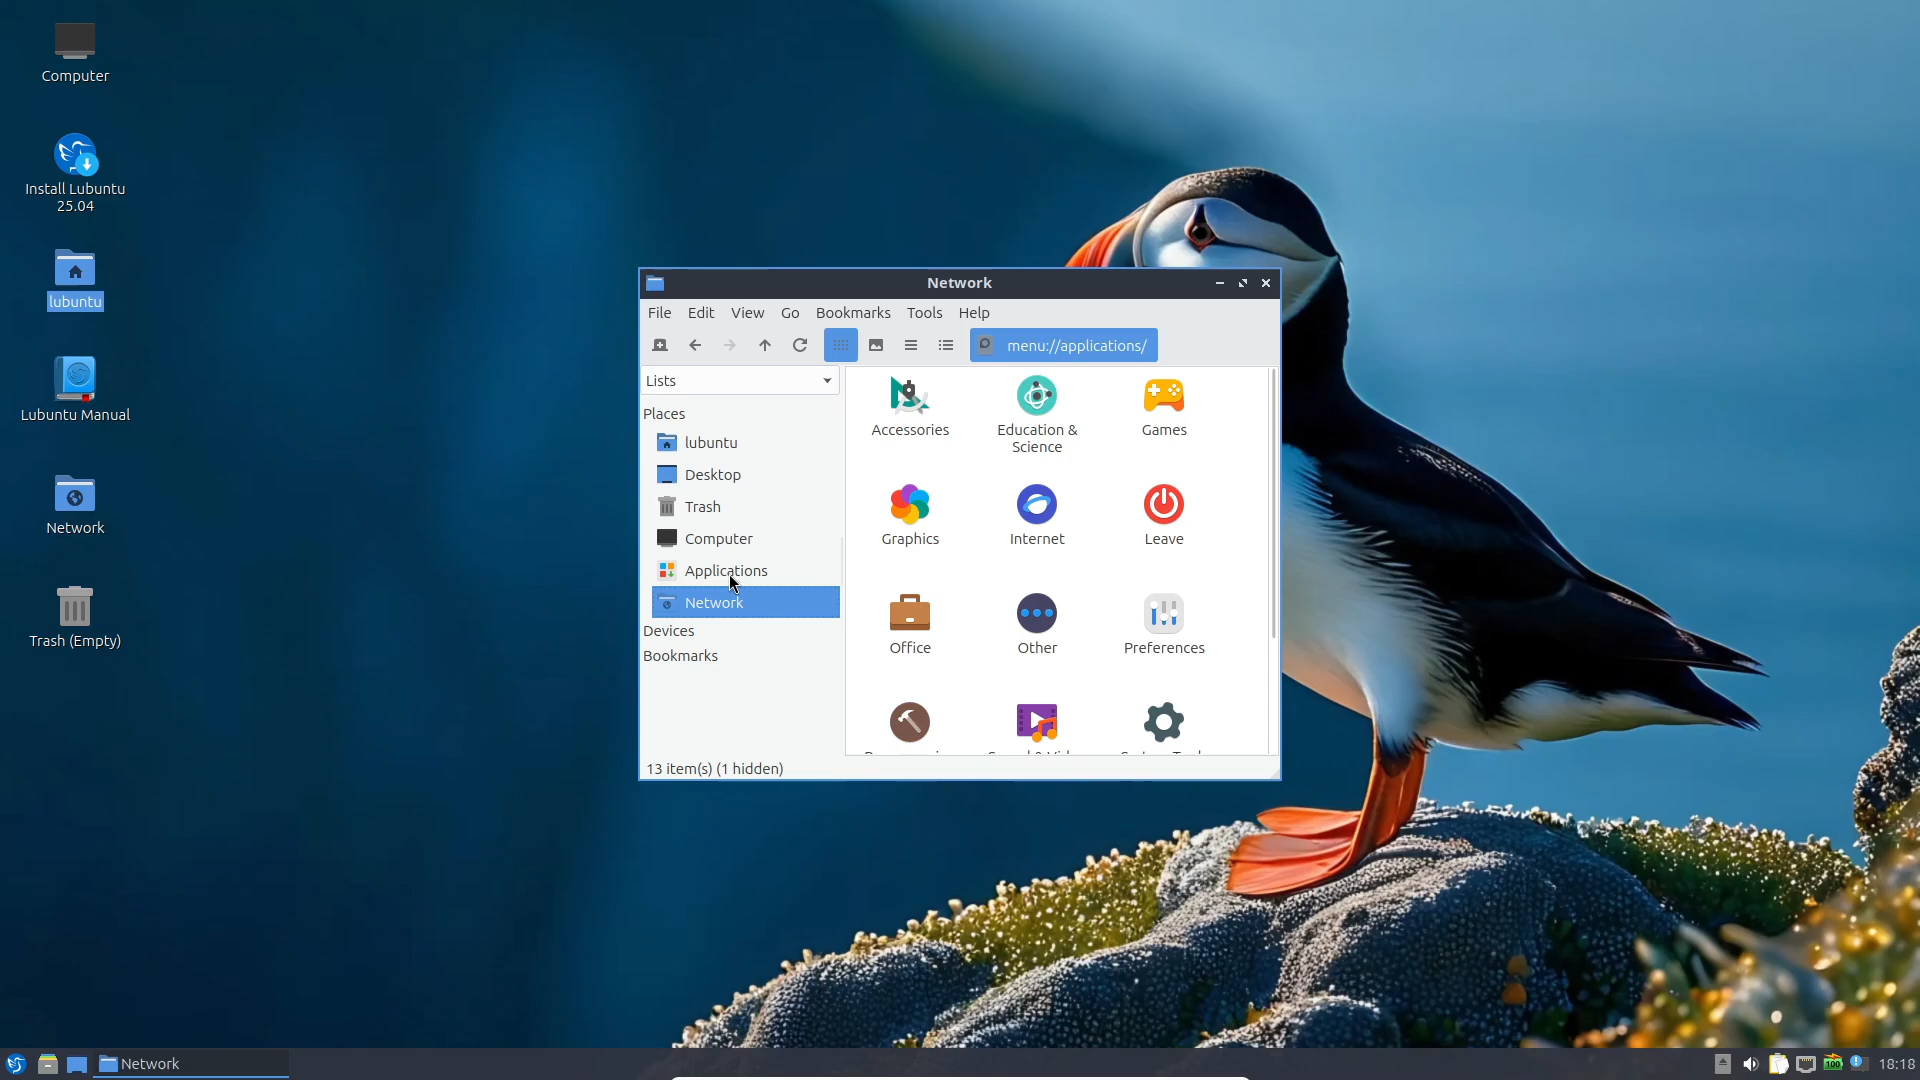 Computer
Install Lubuntu
25.04
lubuntu
Lubuntu Manual
Network
Trash (Empty)
Network
File Edit View Go Bookmarks Tools Help
menu://applications/
Lists
Places
lubuntu
Desktop
Trash
Computer
Applications
Network
Devices
Bookmarks
Accessories
Education &
Science
Games
Graphics
Internet
Leave
Office
Other
Preferences
13 item(s) (1 hidden)
Network
100
18:18